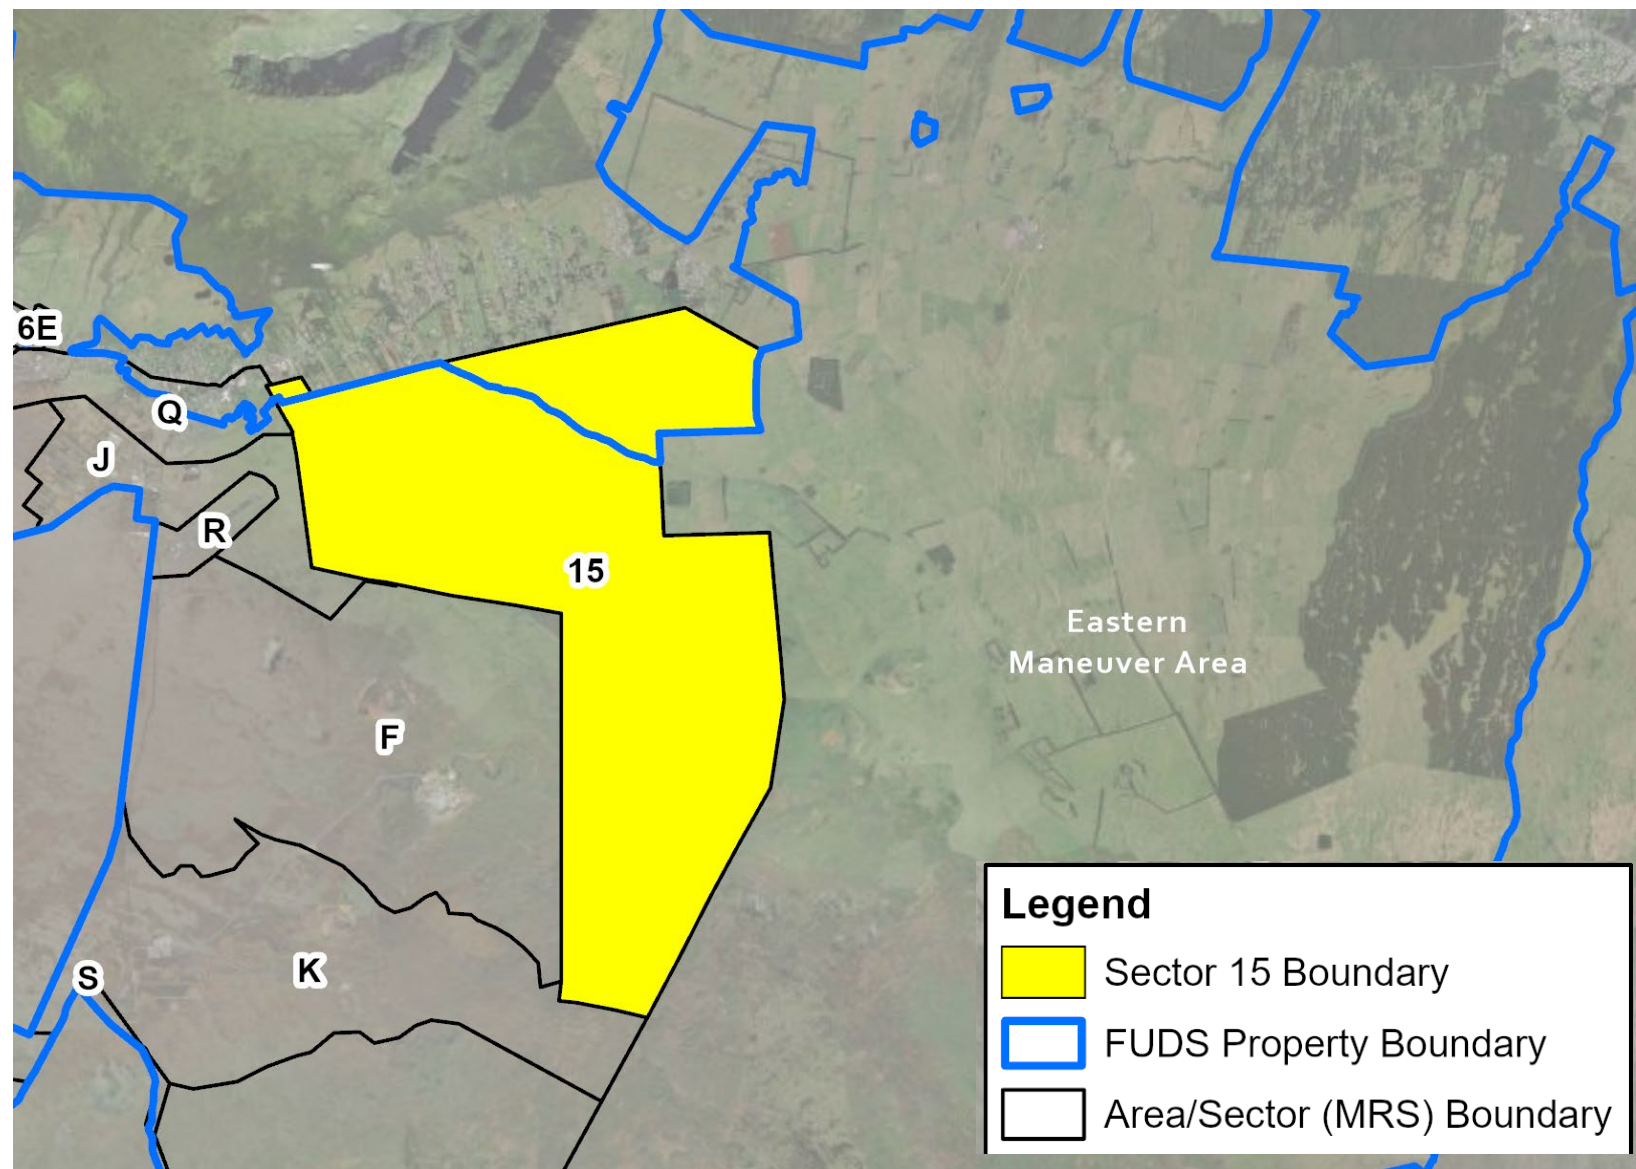 6E
Q
J
R
15
Eastern
Maneuver Area
F
K
S
Legend
Sector 15 Boundary
FUDS Property Boundary
Area/Sector (MRS) Boundary